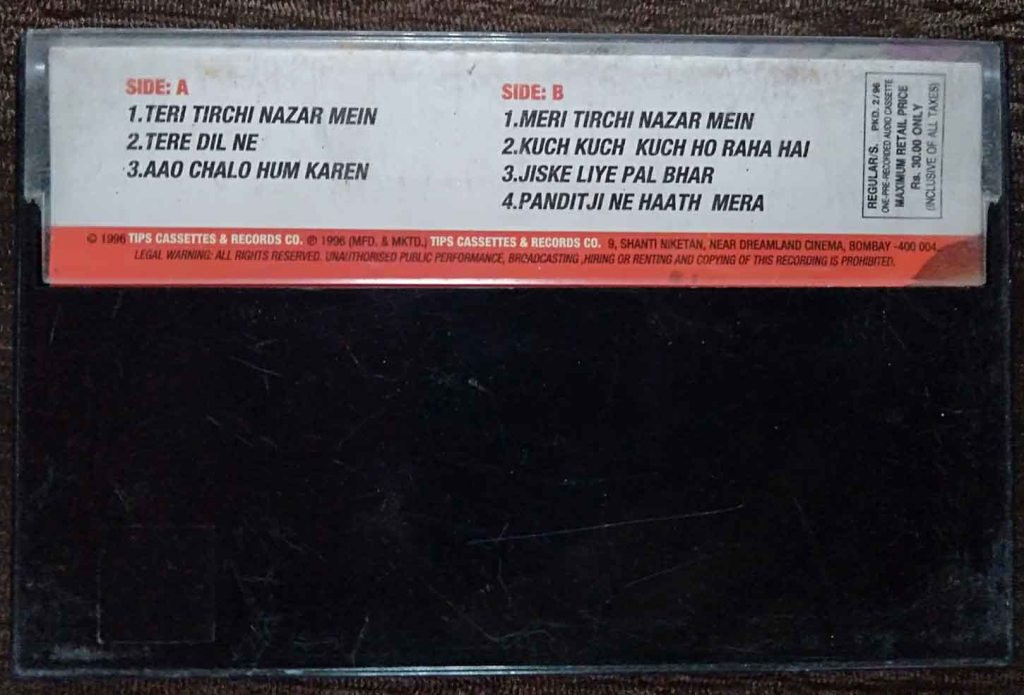 SIDE: A
1.TERI TIRCHI NAZAR MEIN
2.TERE DIL NE
3.AAO CHALO HUM KAREN
SIDE: B
1.MERI TIRCHI NAZAR MEIN
2.KUCH KUCH KUCH HO RAHA HAI
3.JISKE LIYE PAL BHAR
4.PANDITJI NE HAATH MERA
REGULAR/S. PKD. 2/96
ONE-PRE-RECORDED AUDIO CASSETTE
MAXIMUM RETAIL PRICE
Rs. 30.00 ONLY
(INCLUSIVE OF ALL TAXES)
© 1996 TIPS CASSETTES & RECORDS CO. ℗ 1996 (MFD. & MKTD.) TIPS CASSETTES & RECORDS CO. 9, SHANTI NIKETAN, NEAR DREAMLAND CINEMA, BOMBAY -400 004.
LEGAL WARNING: ALL RIGHTS RESERVED. UNAUTHORISED PUBLIC PERFORMANCE, BROADCASTING ,HIRING OR RENTING AND COPYING OF THIS RECORDING IS PROHIBITED.